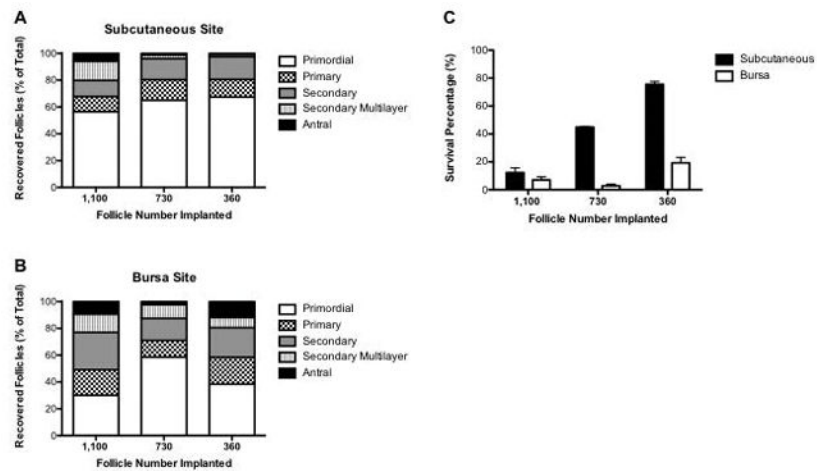 A
Subcutaneous Site
Recovered Follicles (% of Total)
100
80
60
40
20
0
1,100
730
360
Follicle Number Implanted
Primordial
Primary
Secondary
Secondary Multilayer
Antral
B
Bursa Site
Recovered Follicles (% of Total)
100
80
60
40
20
0
1,100
730
360
Follicle Number Implanted
Primordial
Primary
Secondary
Secondary Multilayer
Antral
C
Survival Percentage (%)
100
80
60
40
20
0
1,100
730
360
Follicle Number Implanted
Subcutaneous
Bursa